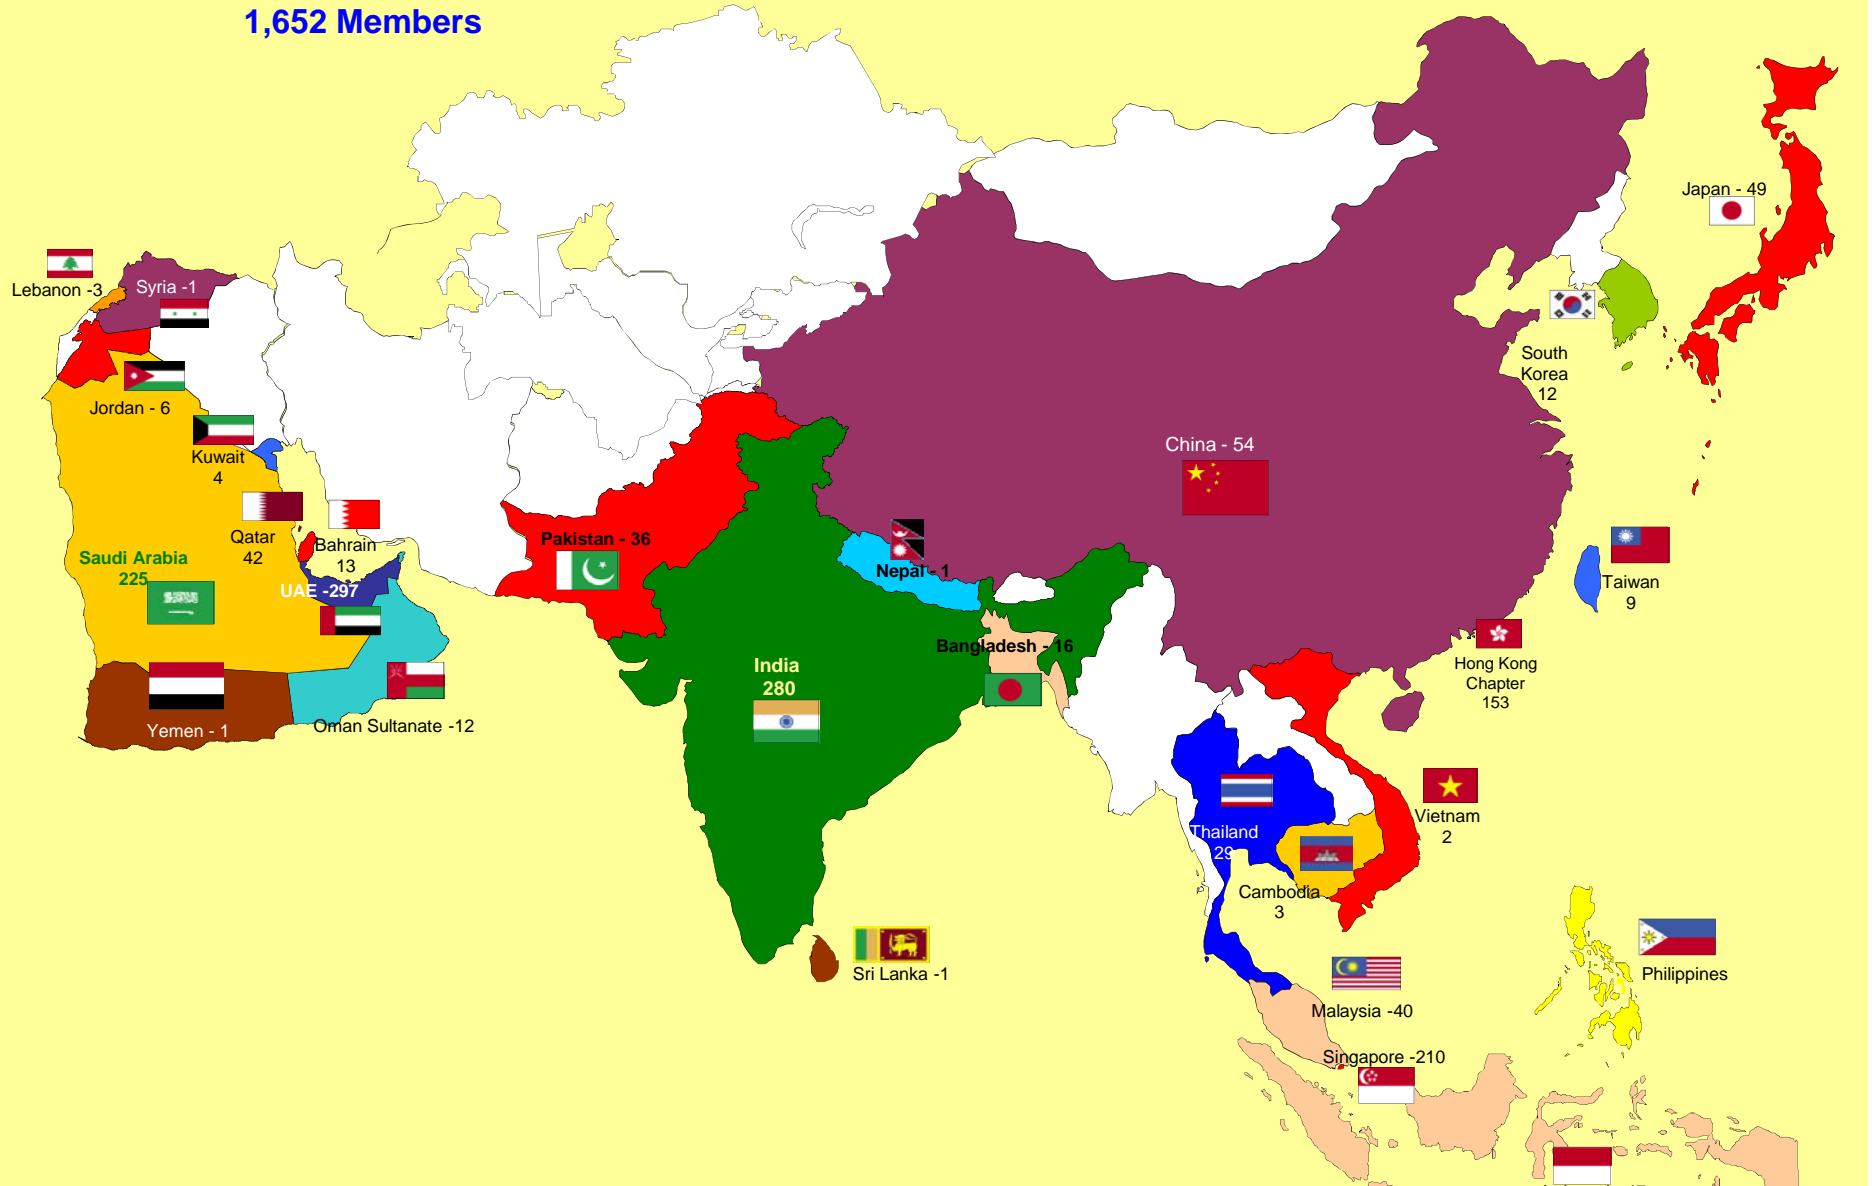 1,652 Members
Lebanon -3
Syria -1
Jordan - 6
Kuwait
4
Qatar
42
Bahrain
13
Saudi Arabia
225
UAE -297
Yemen - 1
Oman Sultanate -12
Pakistan - 36
India
280
Nepal - 1
Bangladesh - 16
Sri Lanka -1
China - 54
Japan - 49
South
Korea
12
Taiwan
9
Hong Kong
Chapter
153
Vietnam
2
Thailand
29
Cambodia
3
Malaysia -40
Singapore -210
Philippines